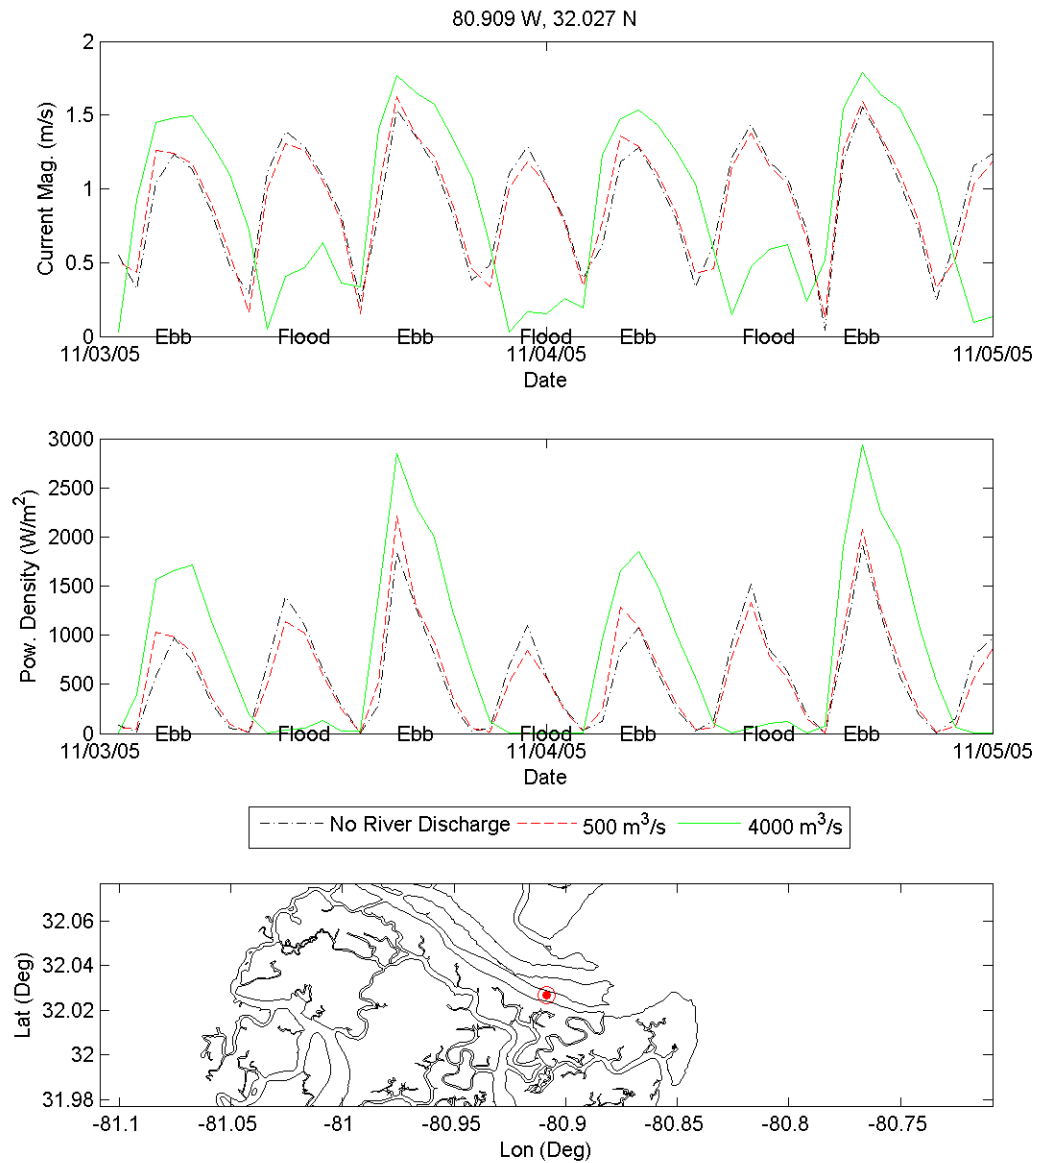 80.909 W, 32.027 N
2
1.5
1
0.5
0
Current Mag. (m/s)
Ebb
Flood
Ebb
Flood
Ebb
Flood
Ebb
11/03/05
11/04/05
11/05/05
Date
3000
2500
2000
1500
1000
500
0
Pow. Density (W/m²)
Ebb
Flood
Ebb
Flood
Ebb
Flood
Ebb
11/03/05
11/04/05
11/05/05
Date
No River Discharge
500 m³/s
4000 m³/s
32.06
32.04
32.02
32
31.98
Lat (Deg)
-81.1
-81.05
-81
-80.95
-80.9
-80.85
-80.8
-80.75
Lon (Deg)